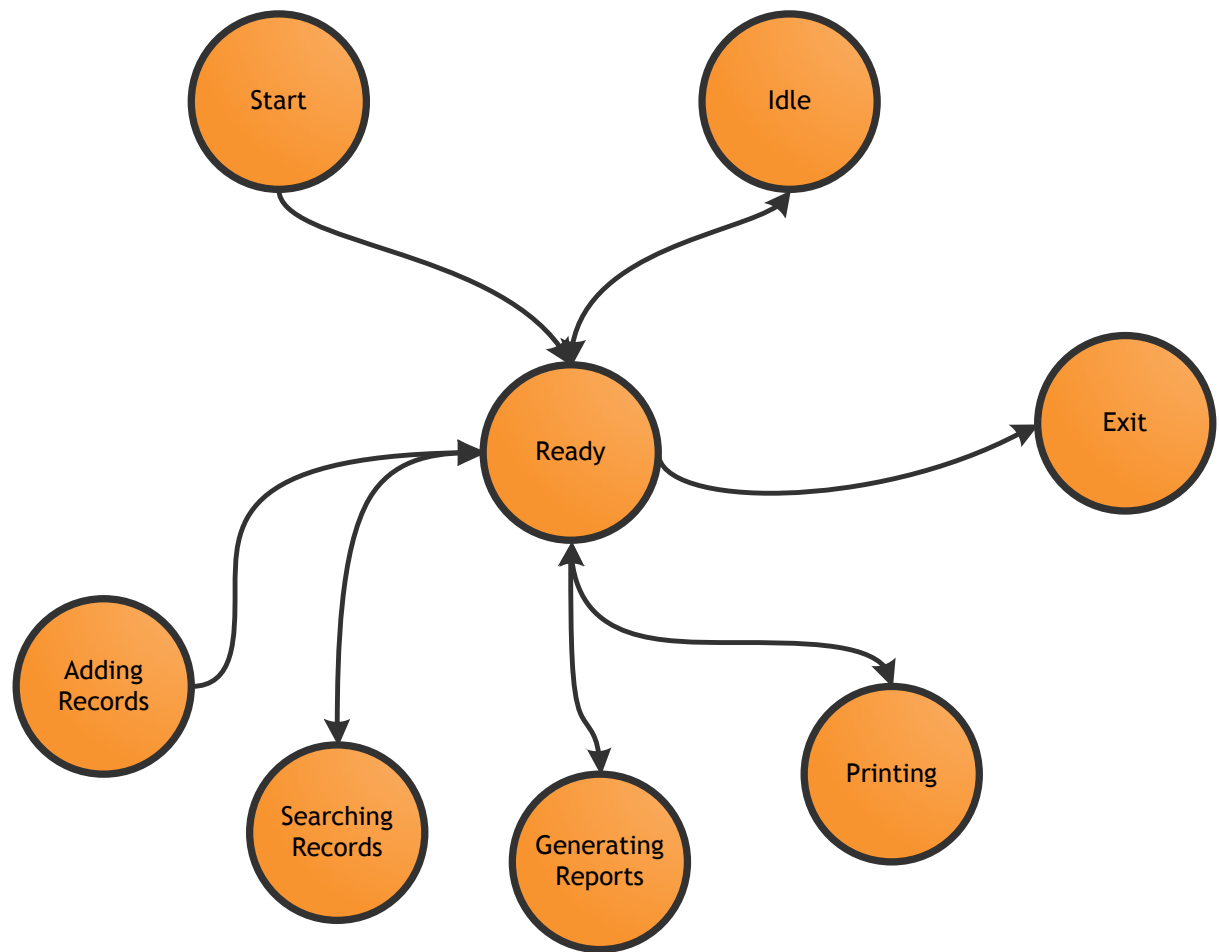 Start
Idle
Exit
Ready
Adding
Records
Searching
Records
Generating
Reports
Printing